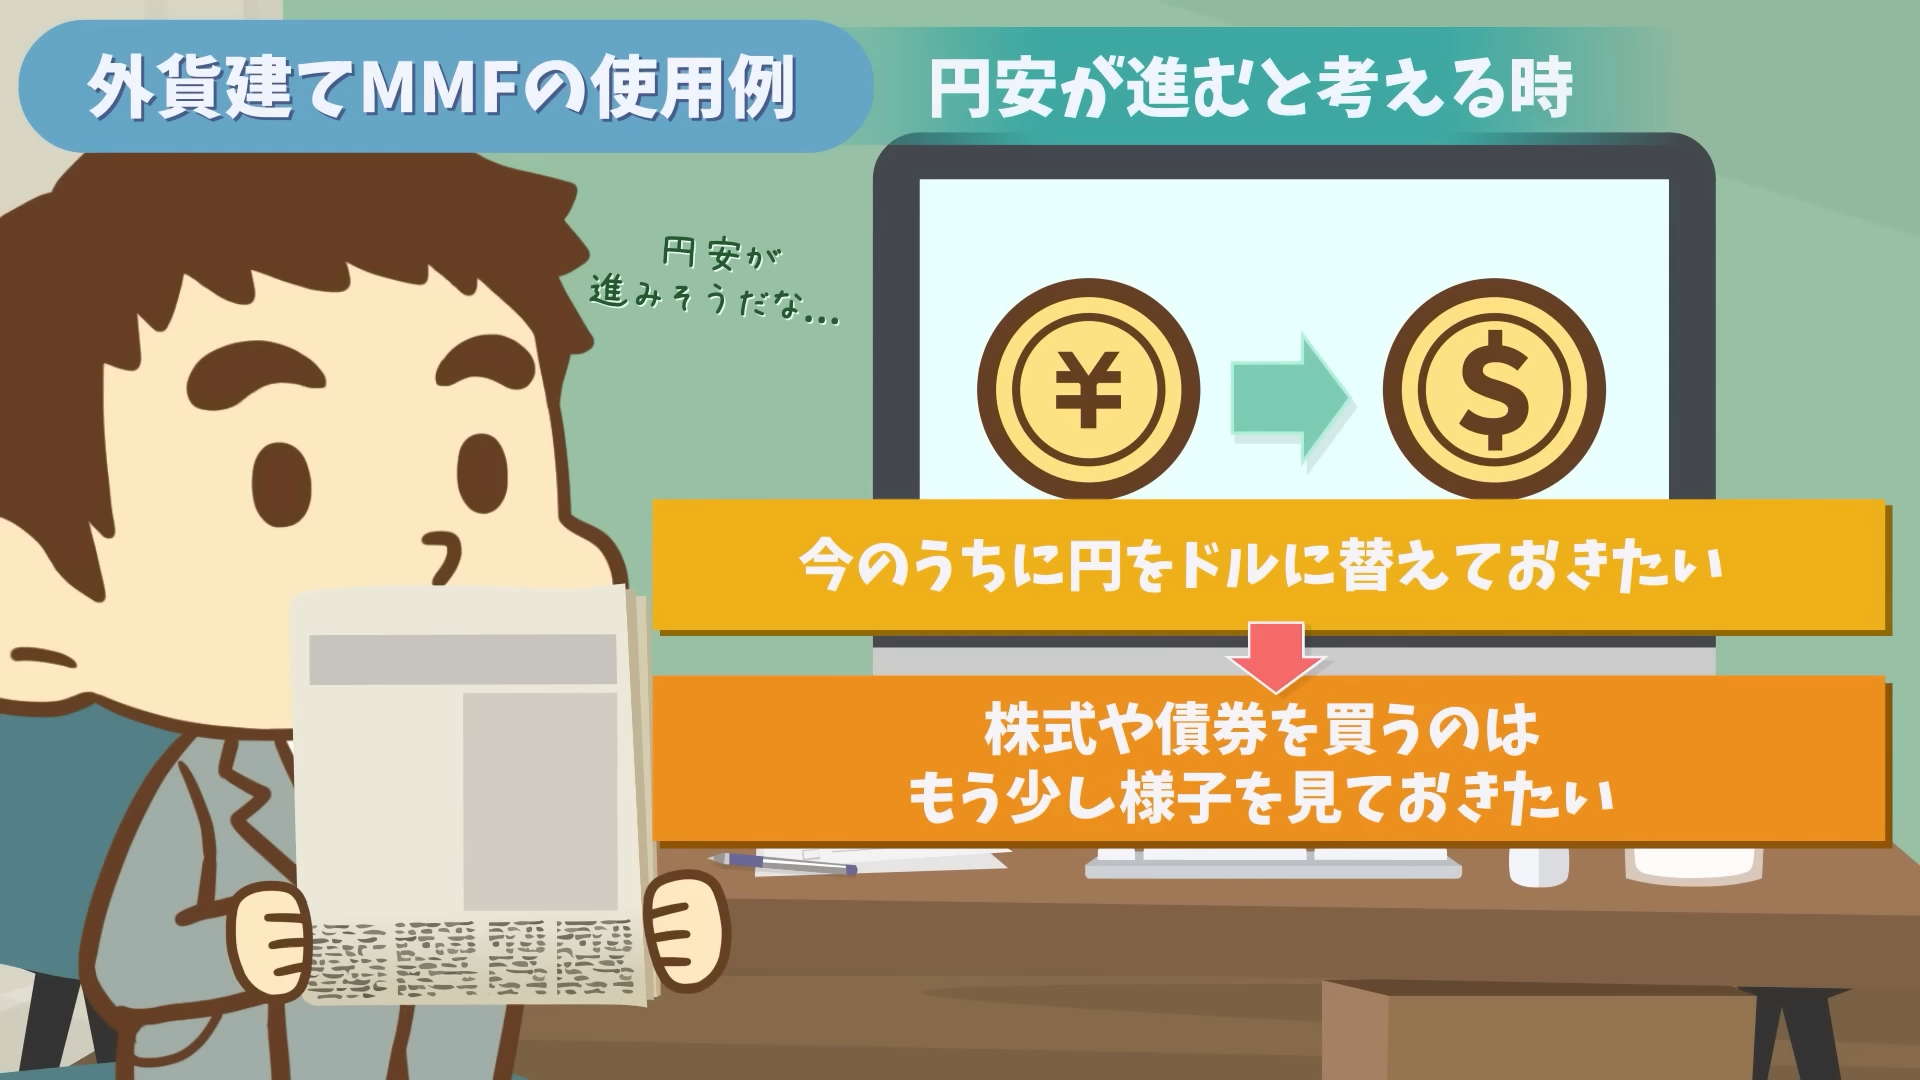 外貨建てMMFの使用例
円安が進むと考える時
円安が
進みそうだな...
¥
$
今のうちに円をドルに替えておきたい
株式や債券を買うのは
もう少し様子を見ておきたい